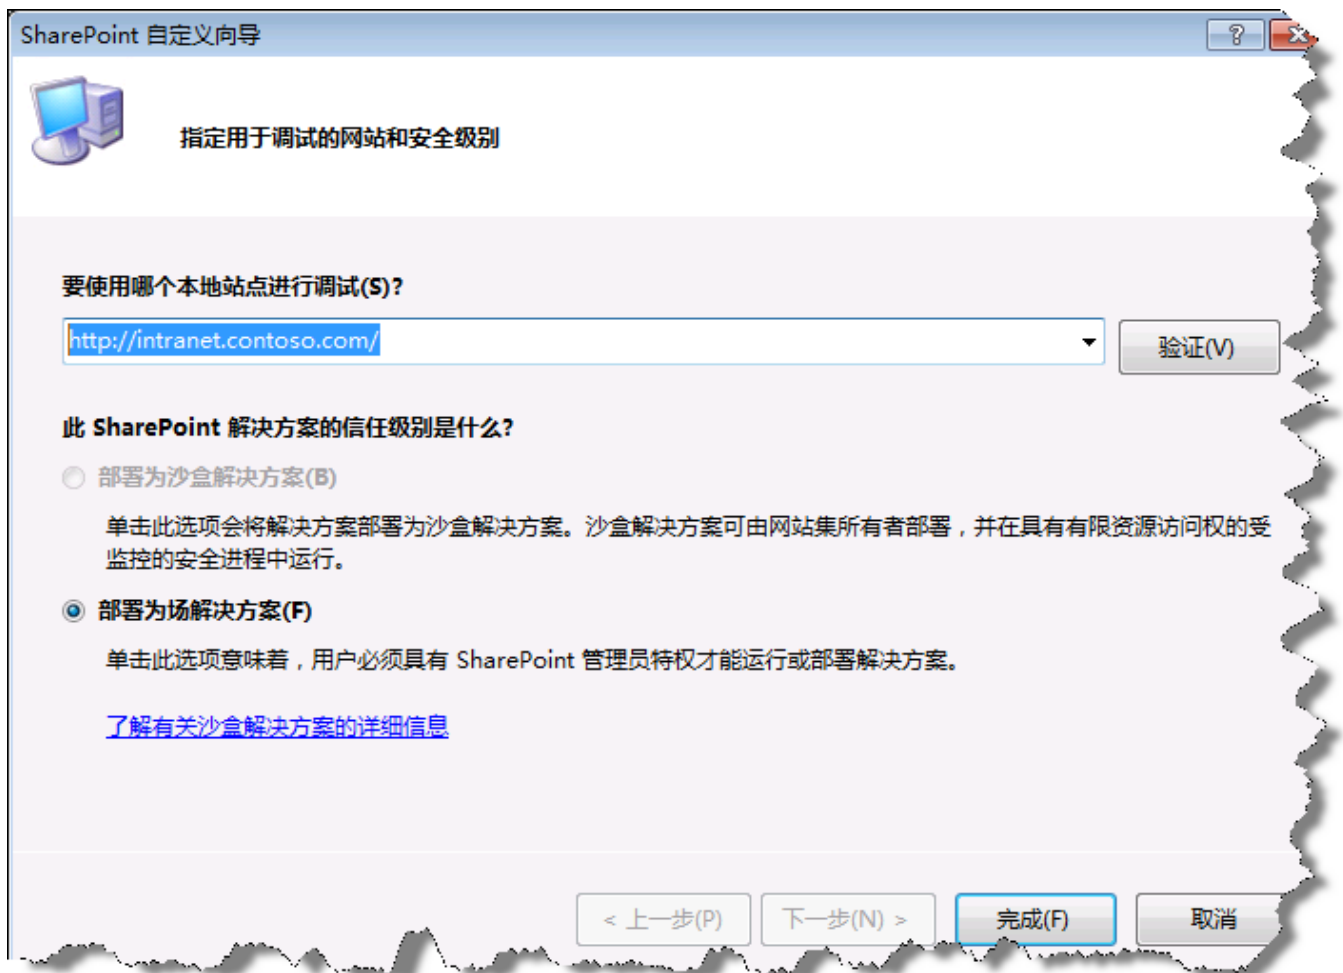 SharePoint 自定义向导
?
指定用于调试的网站和安全级别
要使用哪个本地站点进行调试(S)?
http://intranet.contoso.com/
验证(V)
此 SharePoint 解决方案的信任级别是什么?
部署为沙盒解决方案(B)
单击此选项会将解决方案部署为沙盒解决方案。沙盒解决方案可由网站集所有者部署，并在具有有限资源访问权的受
监控的安全进程中运行。
部署为场解决方案(F)
单击此选项意味着，用户必须具有 SharePoint 管理员特权才能运行或部署解决方案。
了解有关沙盒解决方案的详细信息
< 上一步(P) 下一步(N) > 完成(F) 取消